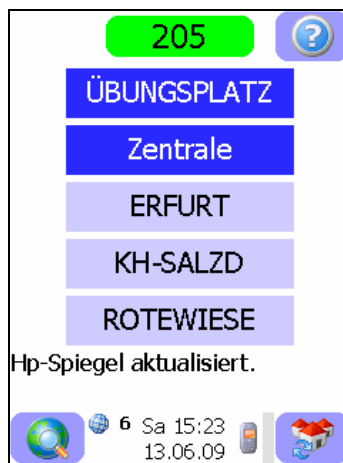 205
ÜBUNGSPLATZ
Zentrale
ERFURT
KH-SALZD
ROTEWIESE
Hp-Spiegel aktualisiert.
6 Sa 15:23
13.06.09